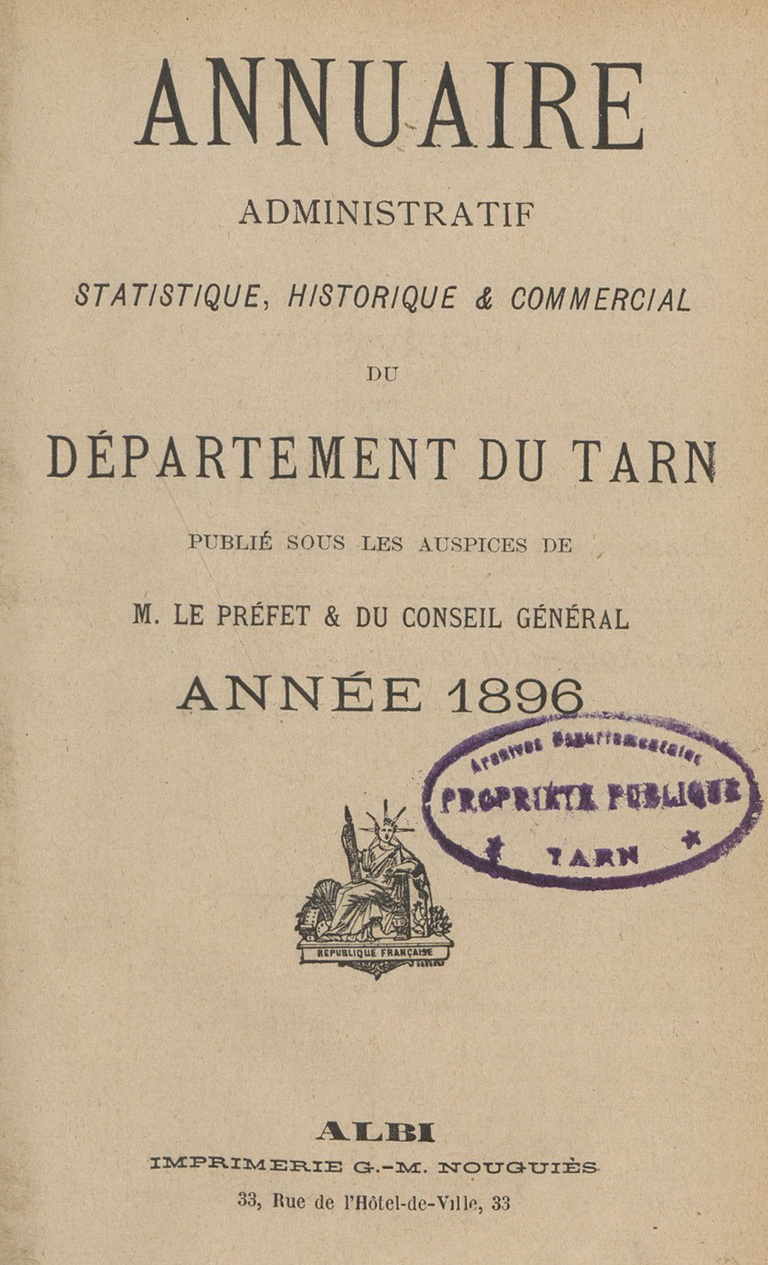 ANNUAIRE
ADMINISTRATIF
STATISTIQUE, HISTORIQUE & COMMERCIAL
DU
DÉPARTEMENT DU TARN
PUBLIÉ SOUS LES AUSPICES DE
M. LE PRÉFET & DU CONSEIL GÉNÉRAL
ANNÉE 1896
Archives Départementales
PROPRIÉTÉ PUBLIQUE
TARN
REPUBLIQUE FRANÇAISE
ALBI
IMPRIMERIE G.-M. NOUGUIÈS
33, Rue de l'Hôtel-de-Ville, 33